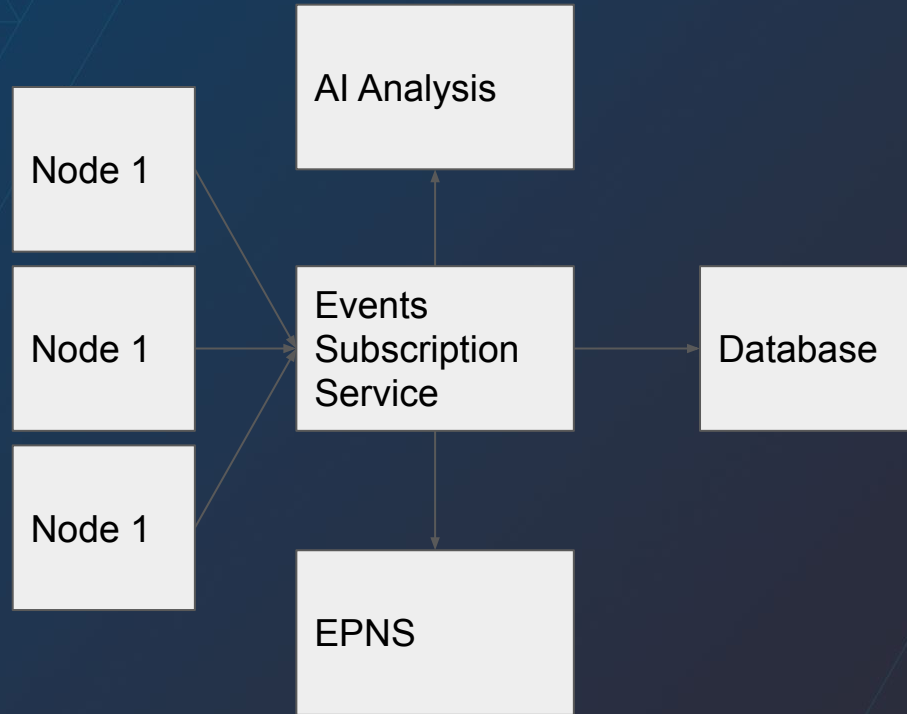 AI Analysis
Node 1
Node 1
Node 1
Events
Subscription
Service
Database
EPNS